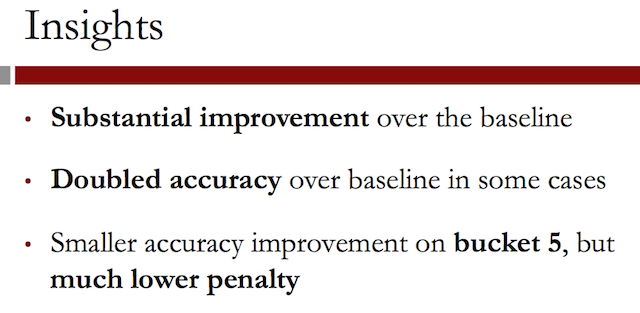 Insights
• Substantial improvement over the baseline
• Doubled accuracy over baseline in some cases
• Smaller accuracy improvement on bucket 5, but
much lower penalty